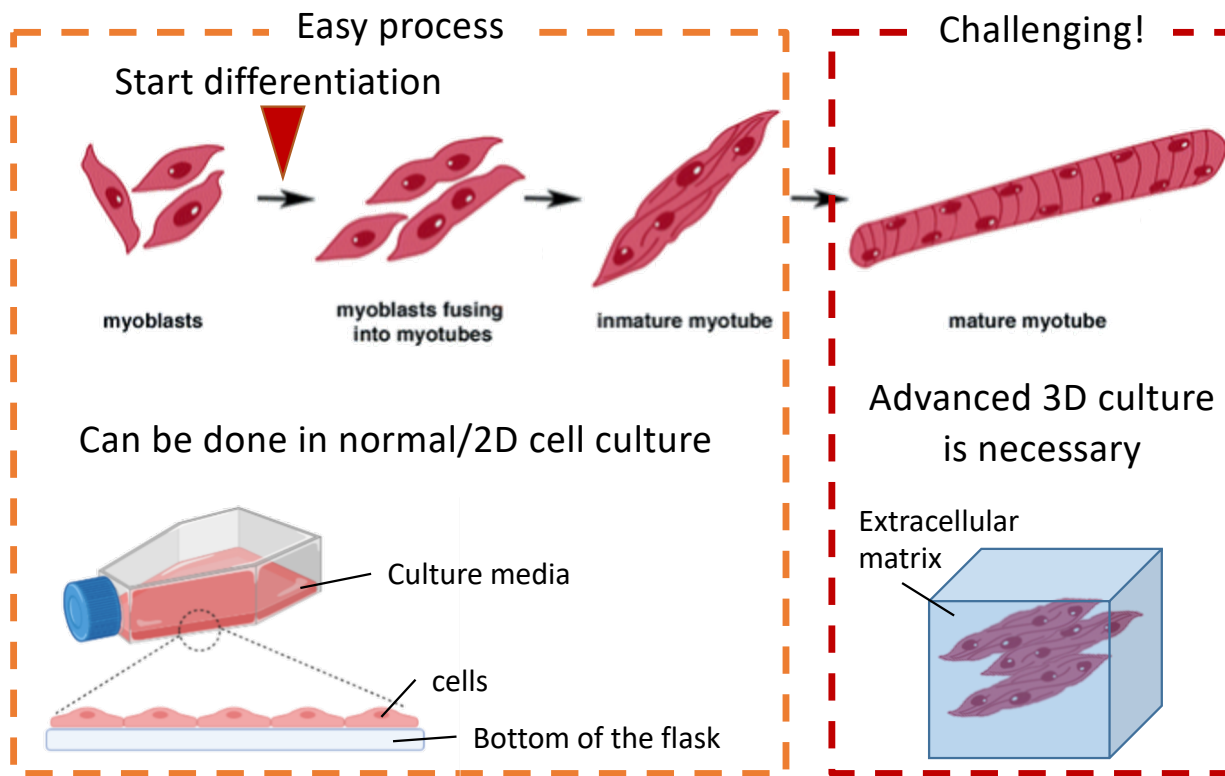 Easy process
Start differentiation
myoblasts
myoblasts fusing
into myotubes
inmature myotube
Can be done in normal/2D cell culture
Culture media
cells
Bottom of the flask
Challenging!
mature myotube
Advanced 3D culture
is necessary
Extracellular
matrix